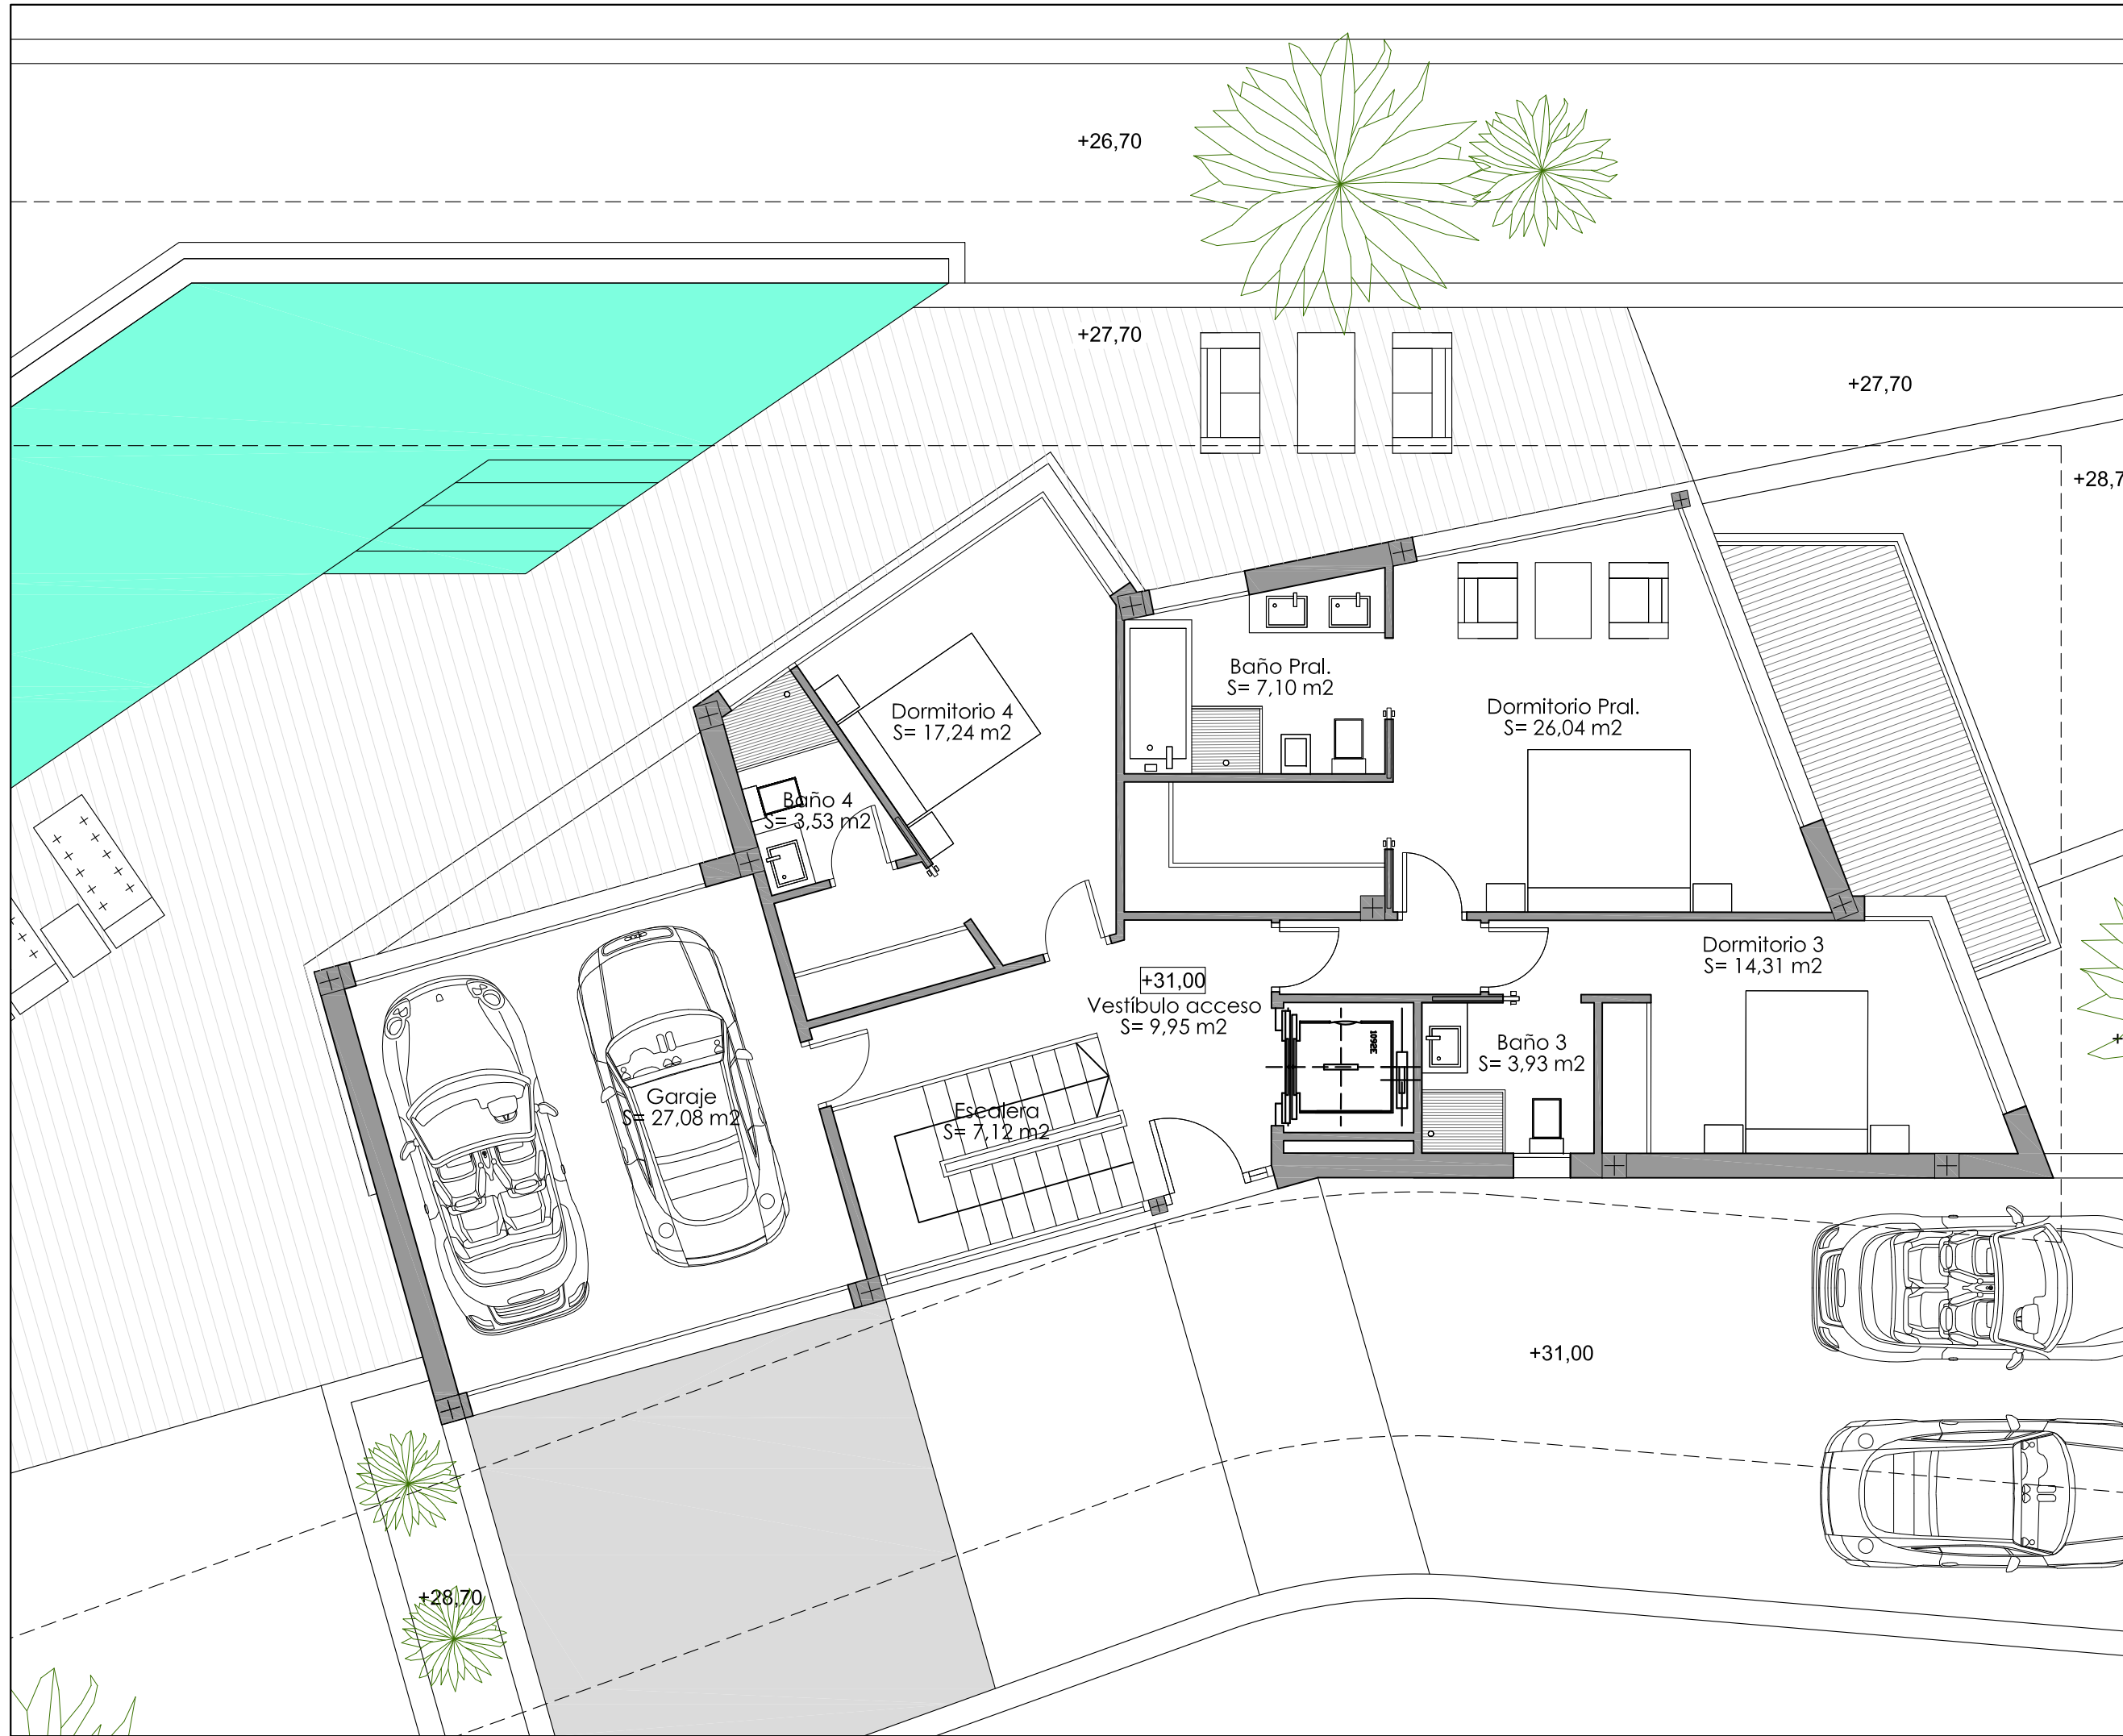 +26,70
+27,70
+27,70
+28,7
Baño Pral.
S= 7,10 m2
Dormitorio Pral.
S= 26,04 m2
Dormitorio 4
S= 17,24 m2
Baño 4
S= 3,53 m2
Dormitorio 3
S= 14,31 m2
+31,00
Vestíbulo acceso
S= 9,95 m2
Baño 3
S= 3,93 m2
Garaje
S= 27,08 m2
Escalera
S= 7,12 m2
+31,00
+28,70